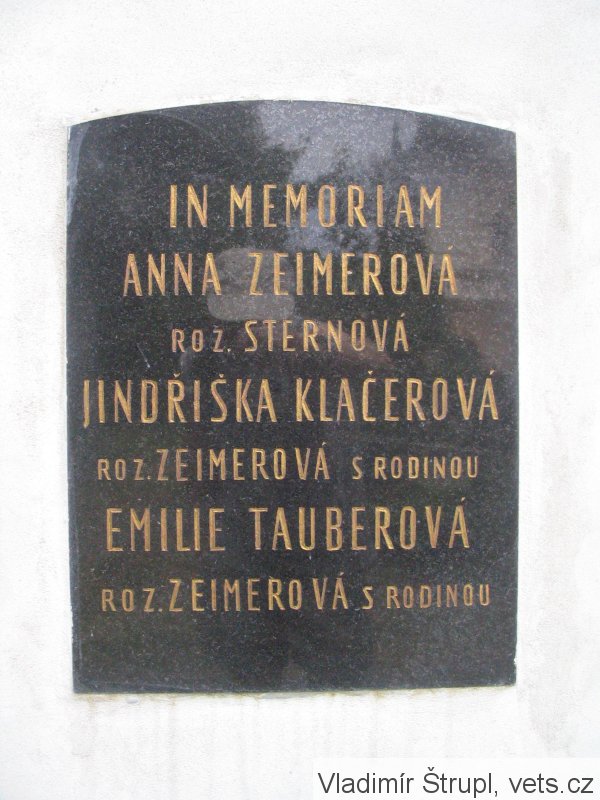 IN MEMORIAM
ANNA ZEIMEROVÁ
ROZ. STERNOVÁ
JINDŘIŠKA KLAČEROVÁ
ROZ. ZEIMEROVÁ S RODINOU
EMILIE TAUBEROVÁ
ROZ. ZEIMEROVÁ S RODINOU
Vladimír Štrupl, vets.cz